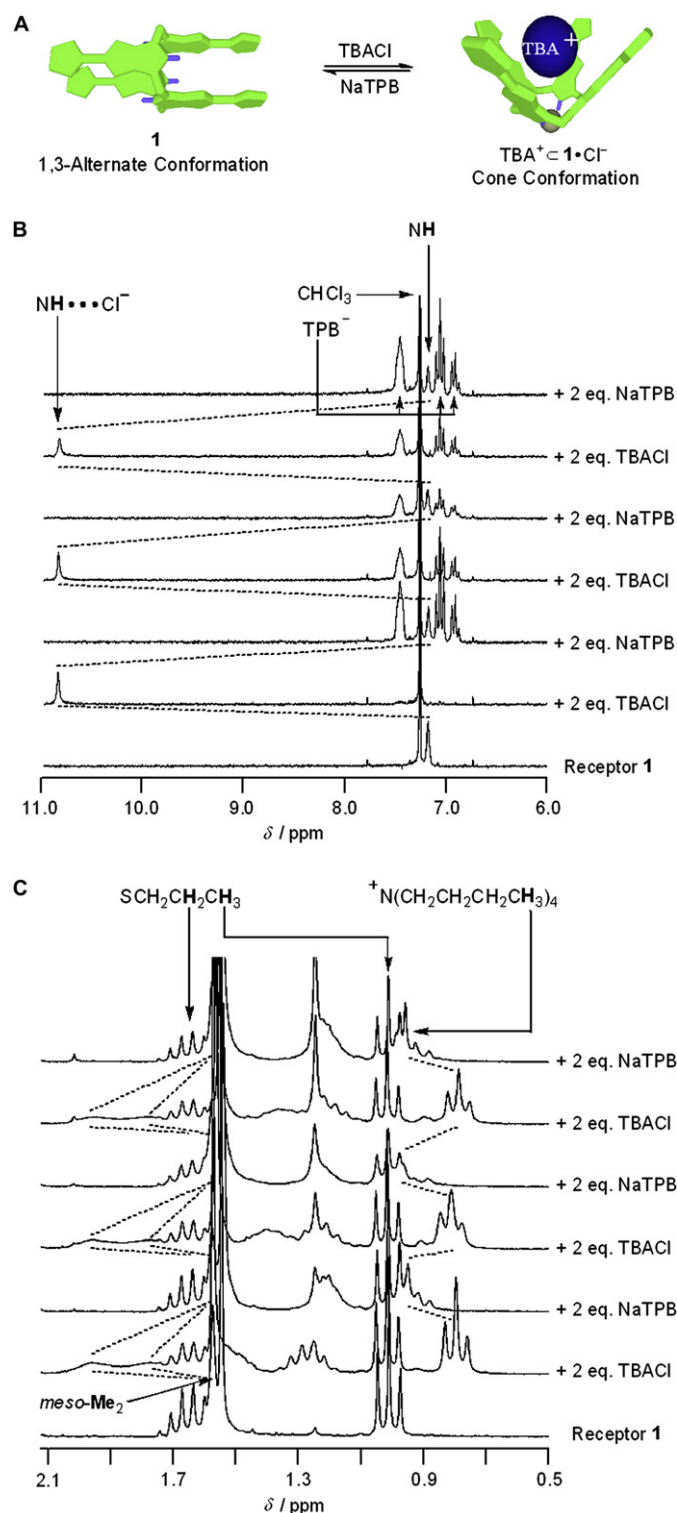 A
TBACl
NaTPB
TBA+
1
1,3-Alternate Conformation
TBA+ ⊂ 1•Cl−
Cone Conformation
B
NH
NH•••Cl−
CHCl3
TPB−
+ 2 eq. NaTPB
+ 2 eq. TBACl
+ 2 eq. NaTPB
+ 2 eq. TBACl
+ 2 eq. NaTPB
+ 2 eq. TBACl
Receptor 1
11.0 10.0 9.0 8.0 7.0 6.0
δ / ppm
C
SCH2CH2CH3 +N(CH2CH2CH2CH3)4
+ 2 eq. NaTPB
+ 2 eq. TBACl
+ 2 eq. NaTPB
+ 2 eq. TBACl
+ 2 eq. NaTPB
+ 2 eq. TBACl
meso-Me2
Receptor 1
2.1 1.7 1.3 0.9 0.5
δ / ppm